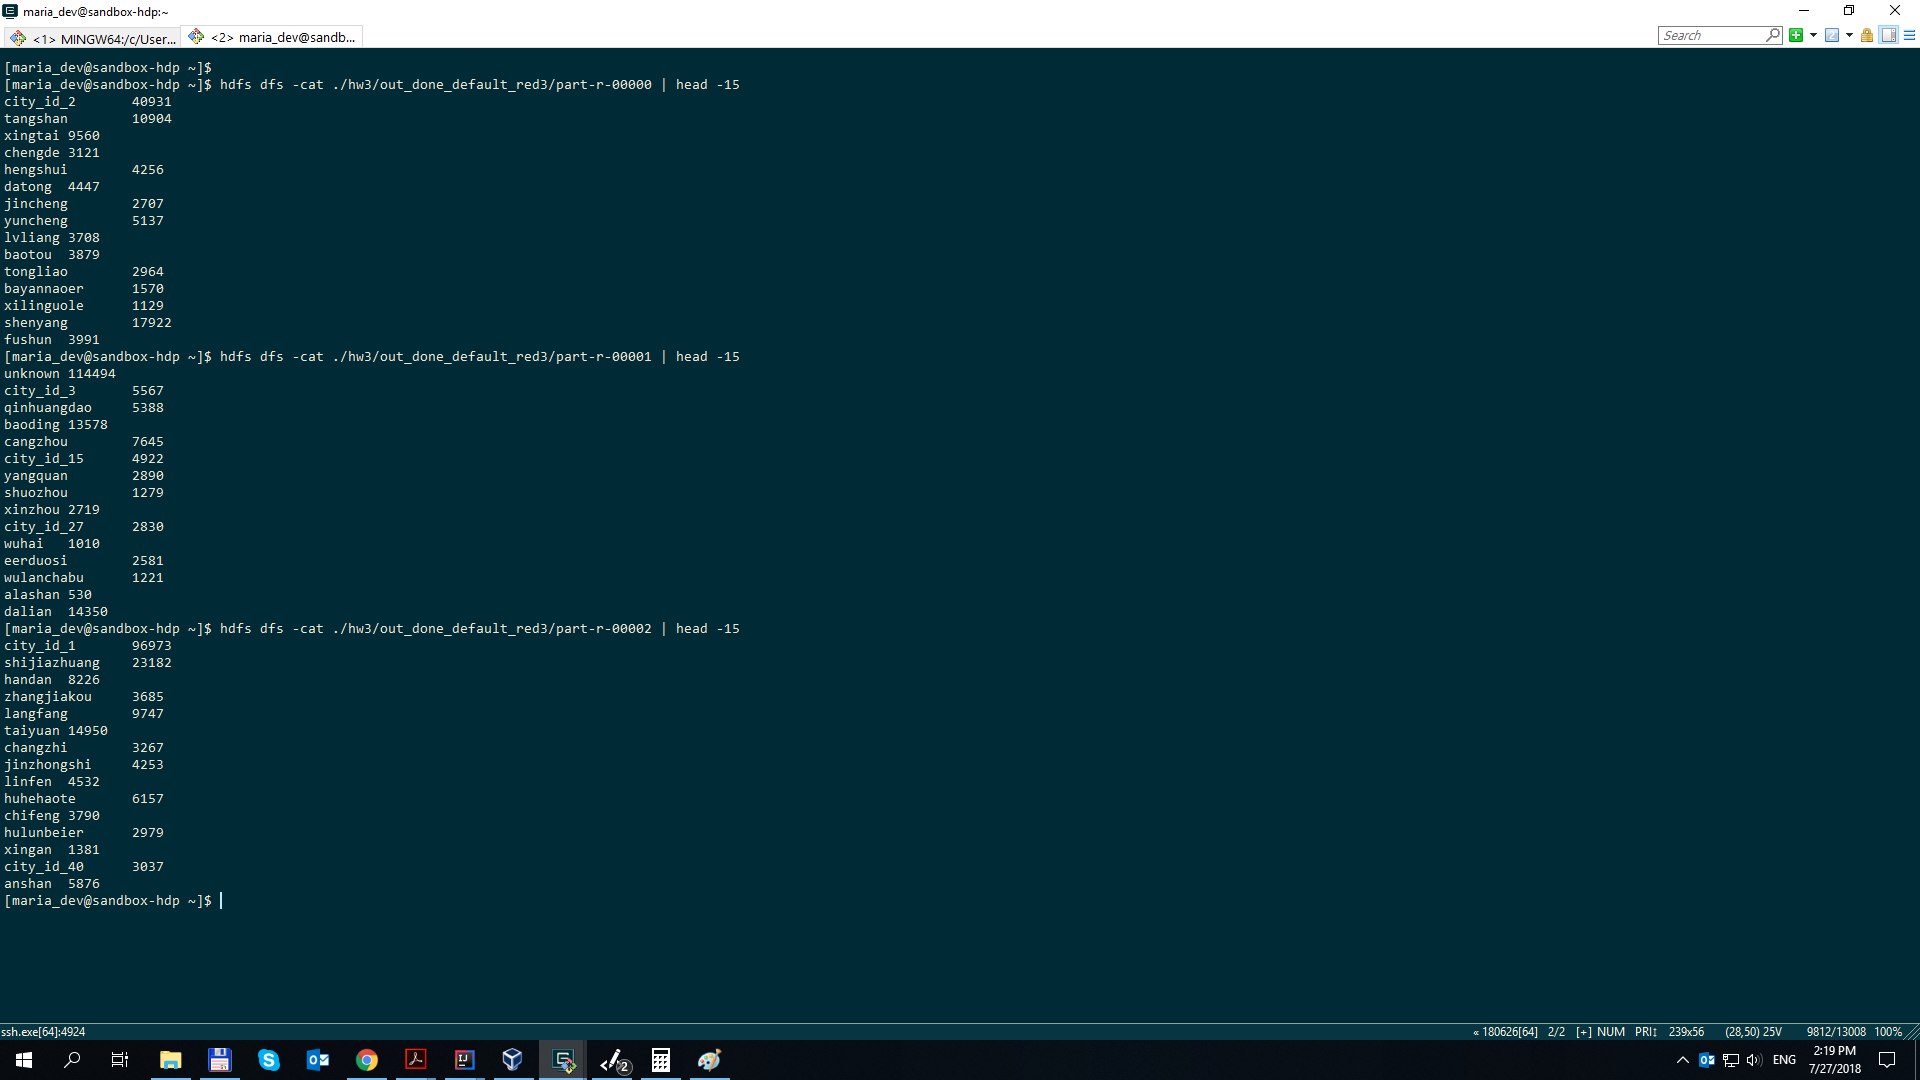 maria_dev@sandbox-hdp:~
<1> MINGW64:/c/User...
<2> maria_dev@sandb...
Search
[maria_dev@sandbox-hdp ~]$
[maria_dev@sandbox-hdp ~]$ hdfs dfs -cat ./hw3/out_done_default_red3/part-r-00000 | head -15
city_id_2 40931
tangshan 10904
xingtai 9560
chengde 3121
hengshui 4256
datong 4447
jincheng 2707
yuncheng 5137
lvliang 3708
baotou 3879
tongliao 2964
bayannaoer 1570
xilinguole 1129
shenyang 17922
fushun 3991
[maria_dev@sandbox-hdp ~]$ hdfs dfs -cat ./hw3/out_done_default_red3/part-r-00001 | head -15
unknown 114494
city_id_3 5567
qinhuangdao 5388
baoding 13578
cangzhou 7645
city_id_15 4922
yangquan 2890
shuozhou 1279
xinzhou 2719
city_id_27 2830
wuhai 1010
eerduosi 2581
wulanchabu 1221
alashan 530
dalian 14350
[maria_dev@sandbox-hdp ~]$ hdfs dfs -cat ./hw3/out_done_default_red3/part-r-00002 | head -15
city_id_1 96973
shijiazhuang 23182
handan 8226
zhangjiakou 3685
langfang 9747
taiyuan 14950
changzhi 3267
jinzhongshi 4253
linfen 4532
huhehaote 6157
chifeng 3790
hulunbeier 2979
xingan 1381
city_id_40 3037
anshan 5876
[maria_dev@sandbox-hdp ~]$
ssh.exe[64]:4924
« 180626[64] 2/2 [+] NUM PRI↕ 239x56 (28,50) 25V 9812/13008 100%
ENG
2:19 PM
7/27/2018